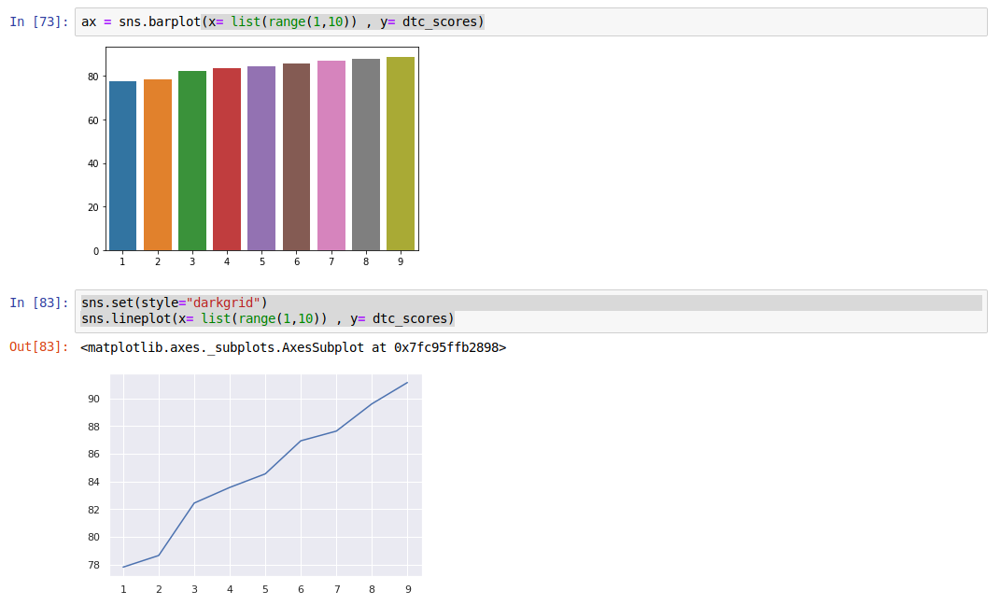 In [73]: ax = sns.barplot(x= list(range(1,10)) , y= dtc_scores)
80
60
40
20
0
1 2 3 4 5 6 7 8 9
In [83]: sns.set(style="darkgrid")
sns.lineplot(x= list(range(1,10)) , y= dtc_scores)
Out[83]: <matplotlib.axes._subplots.AxesSubplot at 0x7fc95ffb2898>
90
88
86
84
82
80
78
1 2 3 4 5 6 7 8 9